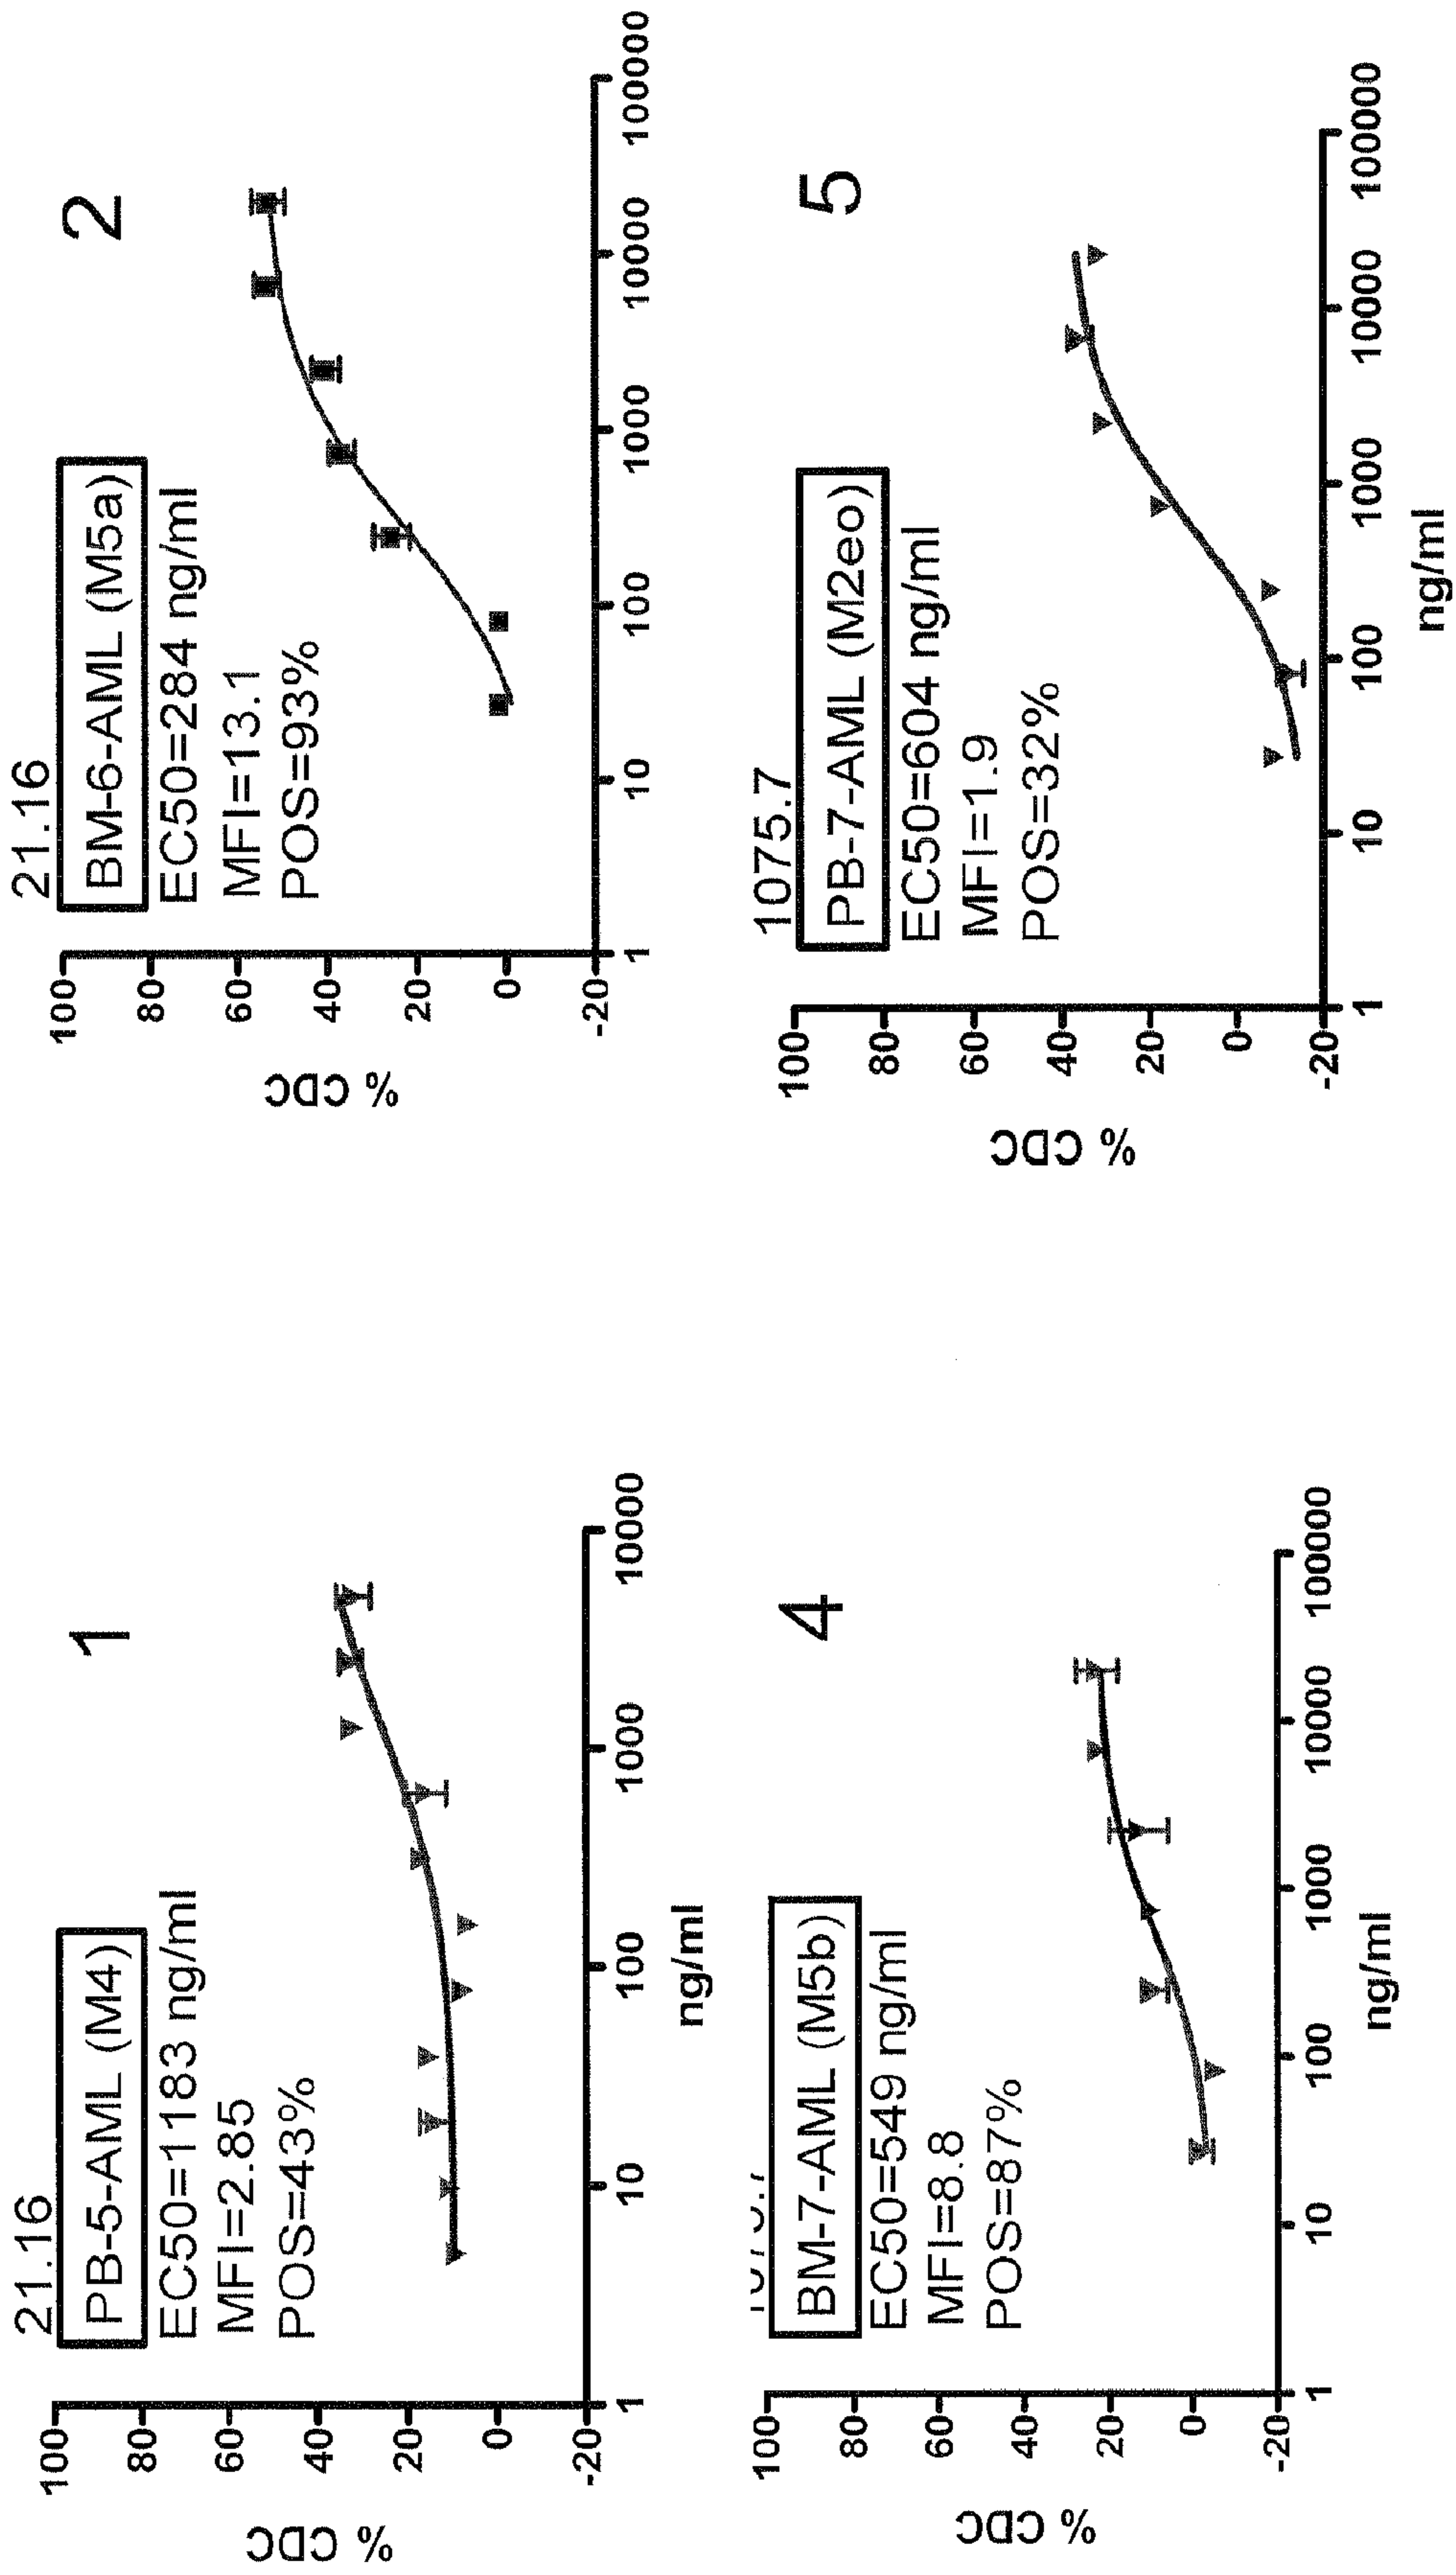 21.16
PB-5-AML (M4)
EC50=1183 ng/ml
MFI=2.85
POS=43%
1
% CDC
100
80
60
40
20
0
-20
1
10
100
1000
10000
ng/ml
21.16
BM-6-AML (M5a)
EC50=284 ng/ml
MFI=13.1
POS=93%
2
% CDC
100
80
60
40
20
0
-20
1
10
100
1000
10000
100000
BM-7-AML (M5b)
EC50=549 ng/ml
MFI=8.8
POS=87%
4
% CDC
100
80
60
40
20
0
-20
1
10
100
1000
10000
100000
ng/ml
1075.7
PB-7-AML (M2eo)
EC50=604 ng/ml
MFI=1.9
POS=32%
5
% CDC
100
80
60
40
20
0
-20
1
10
100
1000
10000
100000
ng/ml